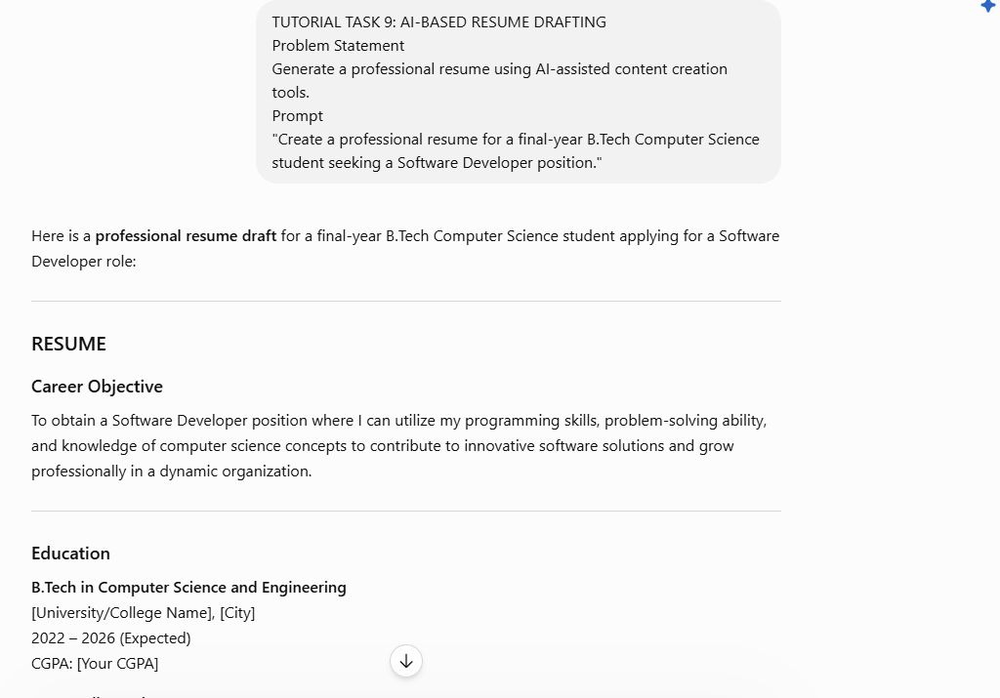 TUTORIAL TASK 9: AI-BASED RESUME DRAFTING
Problem Statement
Generate a professional resume using AI-assisted content creation
tools.
Prompt
"Create a professional resume for a final-year B.Tech Computer Science
student seeking a Software Developer position."
Here is a professional resume draft for a final-year B.Tech Computer Science student applying for a Software
Developer role:
RESUME
Career Objective
To obtain a Software Developer position where I can utilize my programming skills, problem-solving ability,
and knowledge of computer science concepts to contribute to innovative software solutions and grow
professionally in a dynamic organization.
Education
B.Tech in Computer Science and Engineering
[University/College Name], [City]
2022 – 2026 (Expected)
CGPA: [Your CGPA]